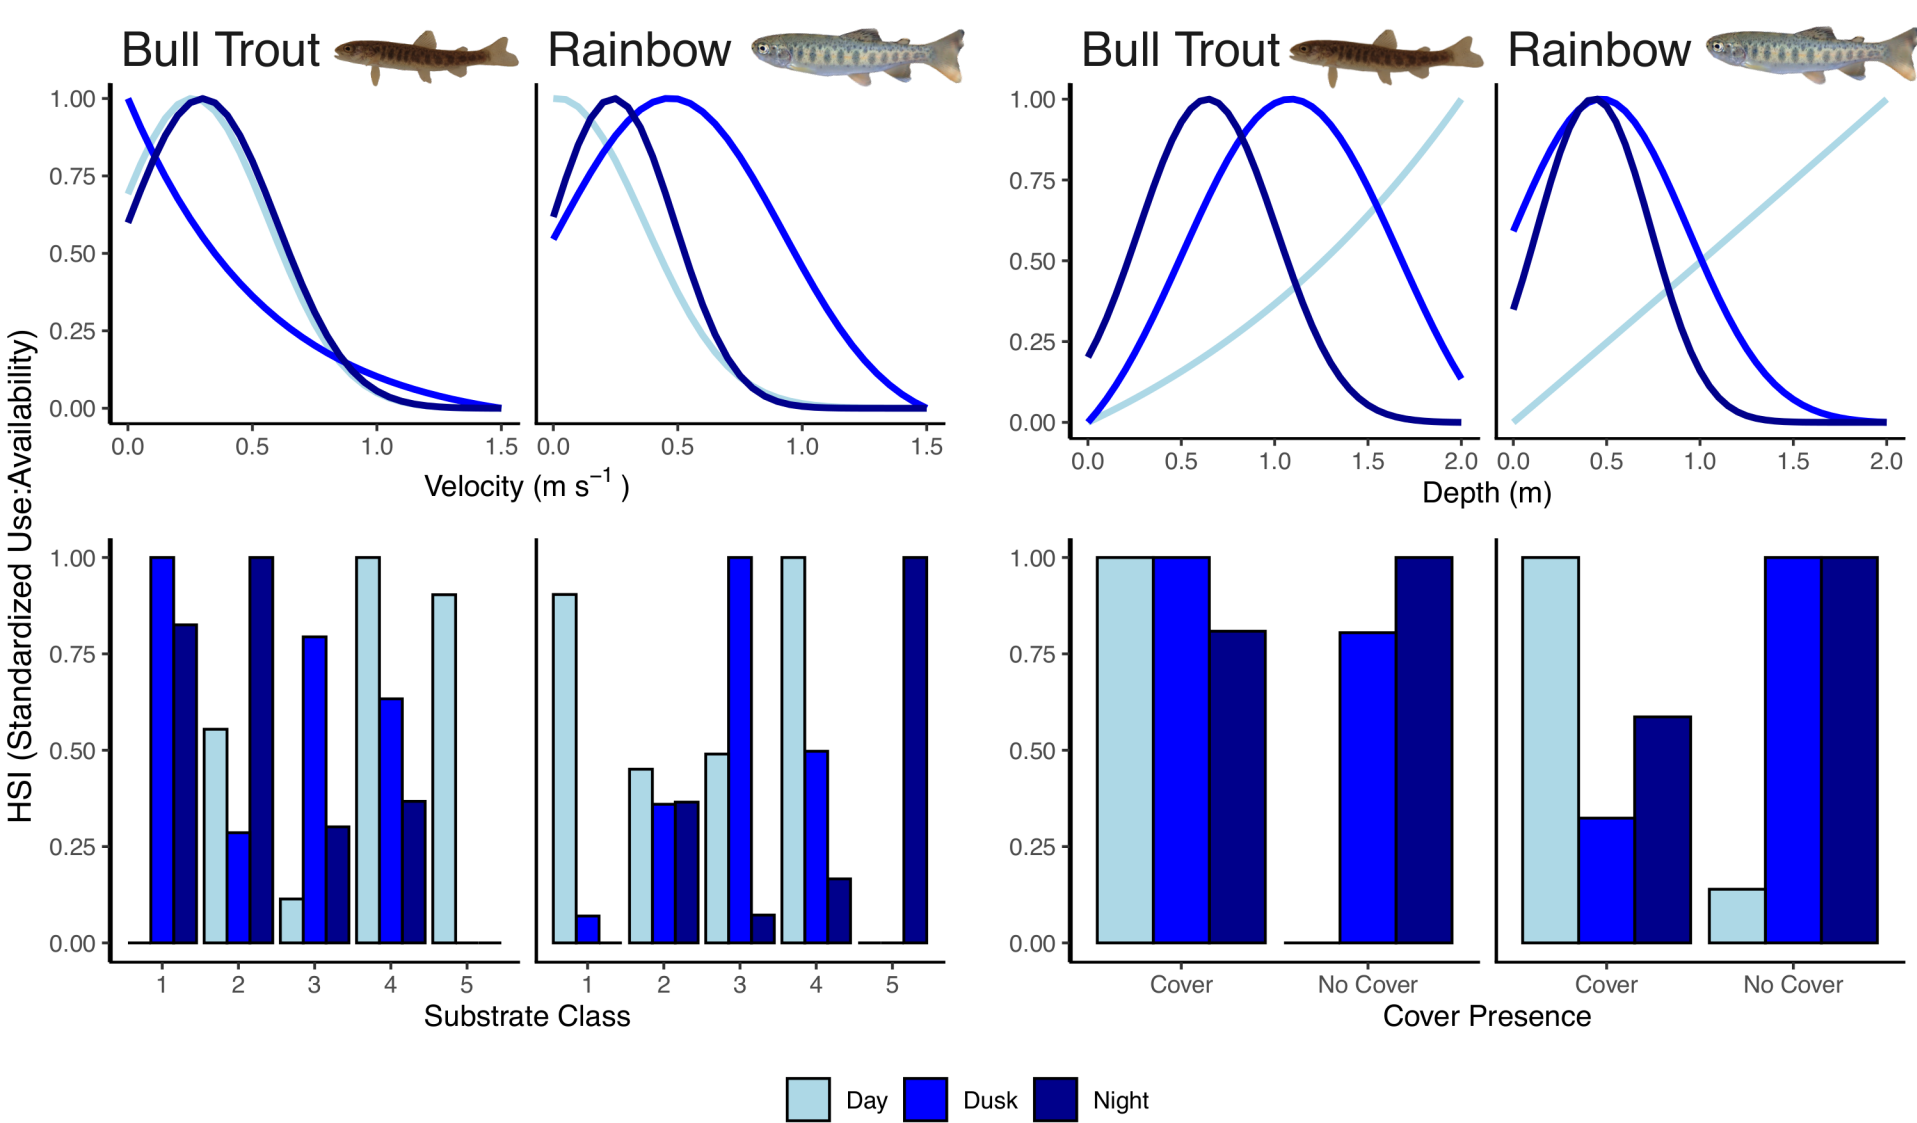 Bull Trout
Rainbow
Bull Trout
Rainbow
HSI (Standardized Use:Availability)
1.00
0.75
0.50
0.25
0.00
0.0 0.5 1.0 1.5
0.0 0.5 1.0 1.5
Velocity (m s⁻¹ )
1.00
0.75
0.50
0.25
0.00
0.0 0.5 1.0 1.5 2.0
0.0 0.5 1.0 1.5 2.0
Depth (m)
1.00
0.75
0.50
0.25
0.00
1 2 3 4 5
1 2 3 4 5
Substrate Class
1.00
0.75
0.50
0.25
0.00
Cover No Cover
Cover No Cover
Cover Presence
Day Dusk Night